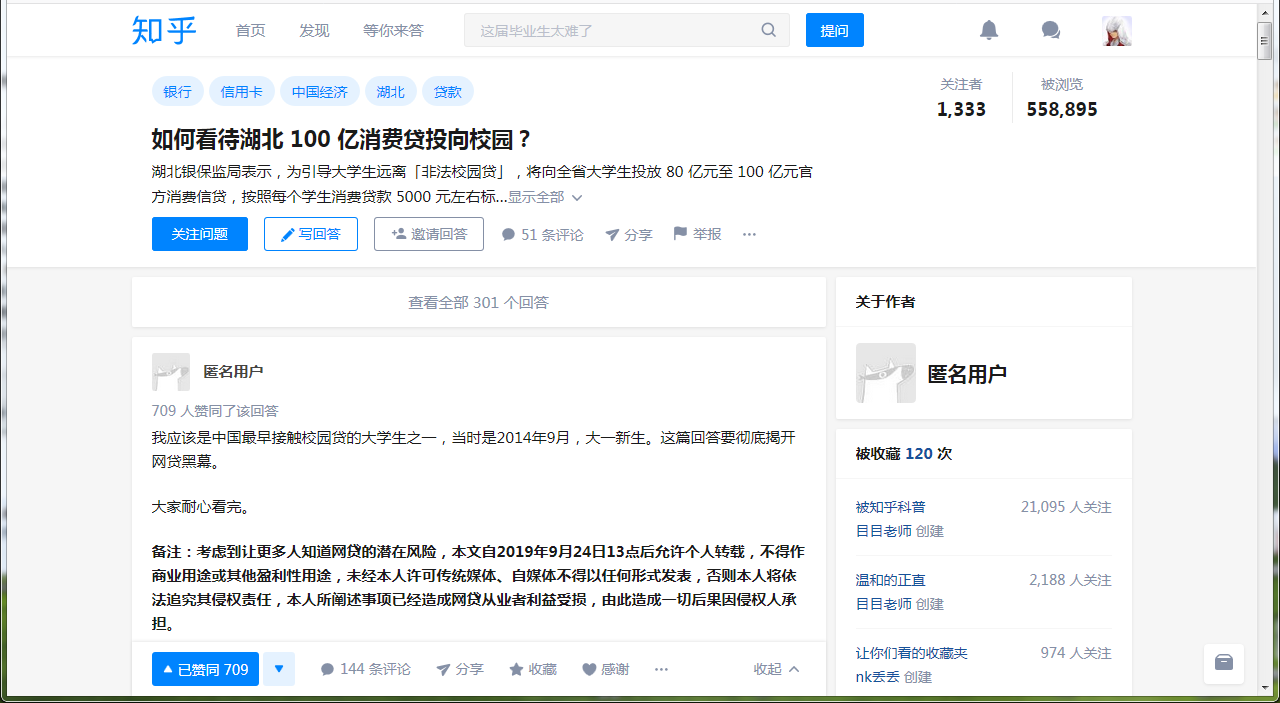 知乎 首页 发现 等你来答 这届毕业生太难了 提问
银行 信用卡 中国经济 湖北 贷款
关注者 被浏览
1,333 558,895
如何看待湖北 100 亿消费贷投向校园？
湖北银保监局表示，为引导大学生远离「非法校园贷」，将向全省大学生投放 80 亿元至 100 亿元官
方消费信贷，按照每个学生消费贷款 5000 元左右标...显示全部
关注问题 写回答 邀请回答 51 条评论 分享 举报 ...
查看全部 301 个回答
匿名用户
709 人赞同了该回答
我应该是中国最早接触校园贷的大学生之一，当时是2014年9月，大一新生。这篇回答要彻底揭开
网贷黑幕。
大家耐心看完。
备注：考虑到让更多人知道网贷的潜在风险，本文自2019年9月24日13点后允许个人转载，不得作
商业用途或其他盈利性用途，未经本人许可传统媒体、自媒体不得以任何形式发表，否则本人将依
法追究其侵权责任，本人所阐述事项已经造成网贷从业者利益受损，由此造成一切后果因侵权人承
担。
已赞同 709 144 条评论 分享 收藏 感谢 ... 收起
关于作者
匿名用户
被收藏 120 次
被知乎科普 21,095 人关注
目目老师 创建
温和的正直 2,188 人关注
目目老师 创建
让你们看的收藏夹 974 人关注
nk丢丢 创建